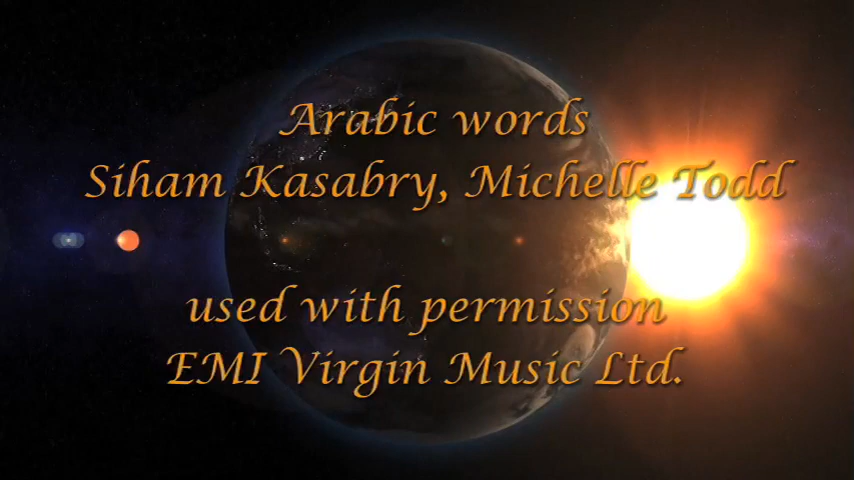 Arabic words
Siham Kasabry, Michelle Todd
used with permission
EMI Virgin Music Ltd.